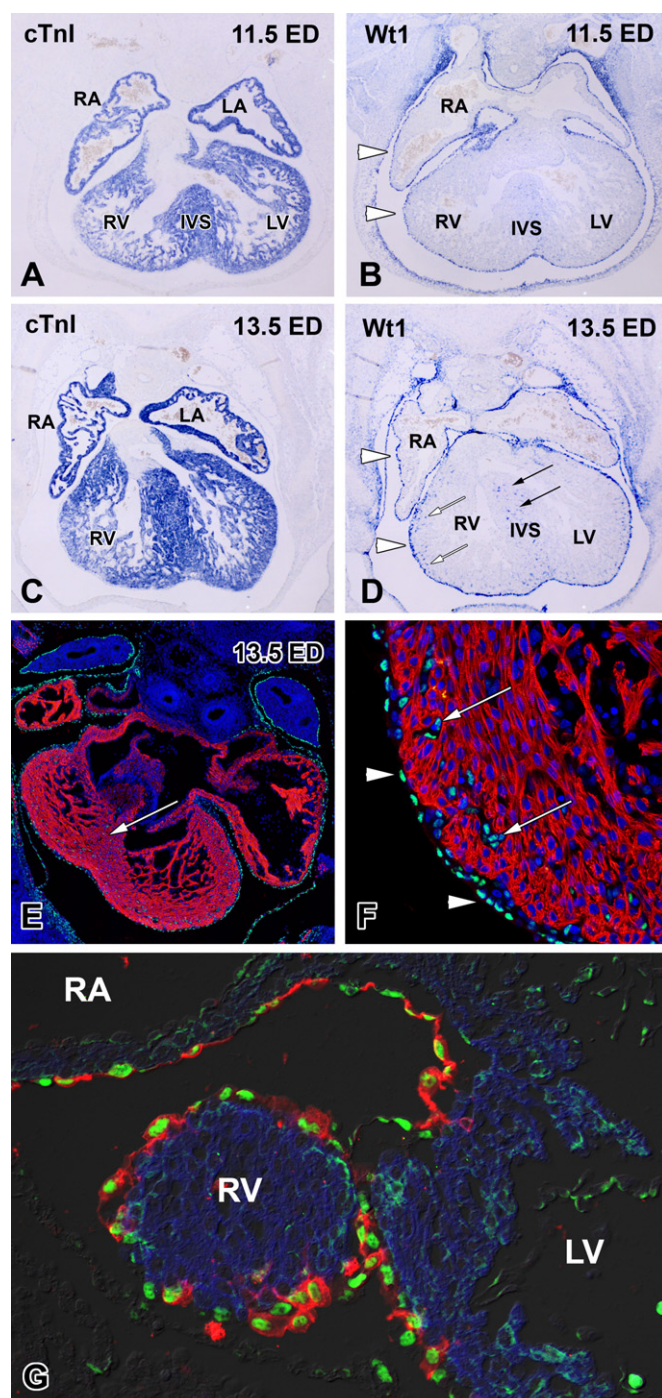 cTnI 11.5 ED
RA
LA
RV
IVS
LV
A
Wt1 11.5 ED
RA
RV
IVS
LV
B
cTnI 13.5 ED
RA
LA
RV
C
Wt1 13.5 ED
RA
RV
IVS
LV
D
13.5 ED
E
F
RA
RV
LV
G